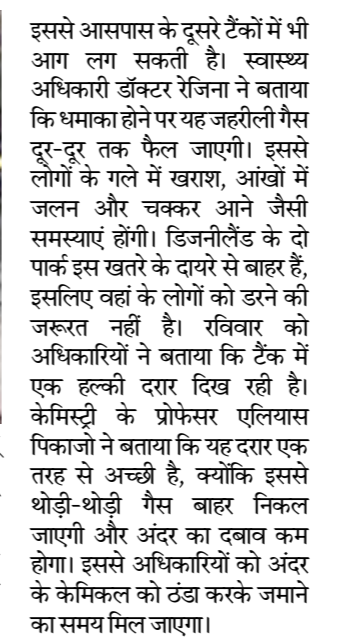 इससे आसपास के दूसरे टैंकों में भी
आग लग सकती है। स्वास्थ्य
अधिकारी डॉक्टर रेजिना ने बताया
कि धमाका होने पर यह जहरीली गैस
दूर-दूर तक फैल जाएगी। इससे
लोगों के गले में खराश, आंखों में
जलन और चक्कर आने जैसी
समस्याएं होंगी। डिजनीलैंड के दो
पार्क इस खतरे के दायरे से बाहर हैं,
इसलिए वहां के लोगों को डरने की
जरूरत नहीं है। रविवार को
अधिकारियों ने बताया कि टैंक में
एक हल्की दरार दिख रही है।
केमिस्ट्री के प्रोफेसर एलियास
पिकाजो ने बताया कि यह दरार एक
तरह से अच्छी है, क्योंकि इससे
थोड़ी-थोड़ी गैस बाहर निकल
जाएगी और अंदर का दबाव कम
होगा। इससे अधिकारियों को अंदर
के केमिकल को ठंडा करके जमाने
का समय मिल जाएगा।